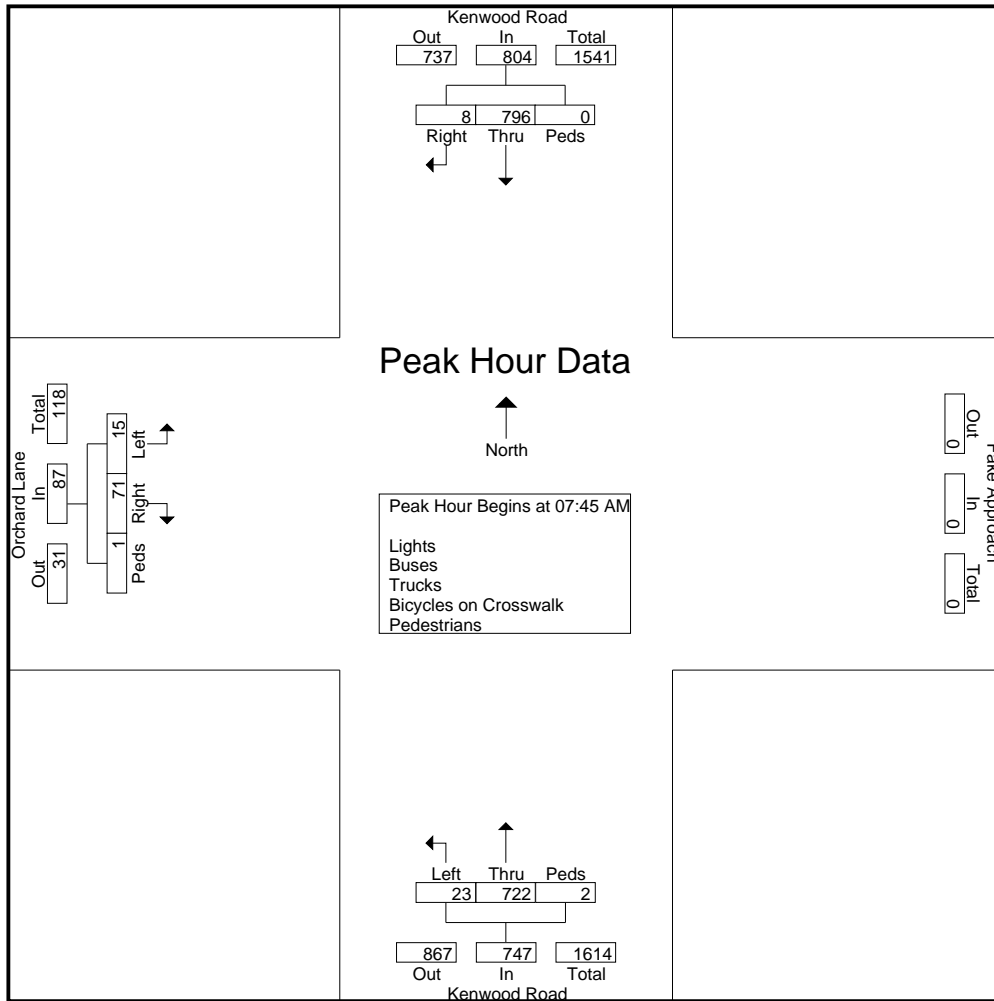 Kenwood Road
Out In Total
737 804 1541
8 796 0
Right Thru Peds
Peak Hour Data
North
Peak Hour Begins at 07:45 AM
Lights
Buses
Trucks
Bicycles on Crosswalk
Pedestrians
Orchard Lane
Out In Total
31 87 118
1 71 15
Peds Right Left
Fake Approach
Out In Total
0 0 0
Left Thru Peds
23 722 2
867 747 1614
Out In Total
Kenwood Road